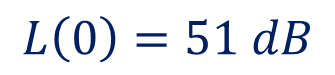 L(0) = 51 dB